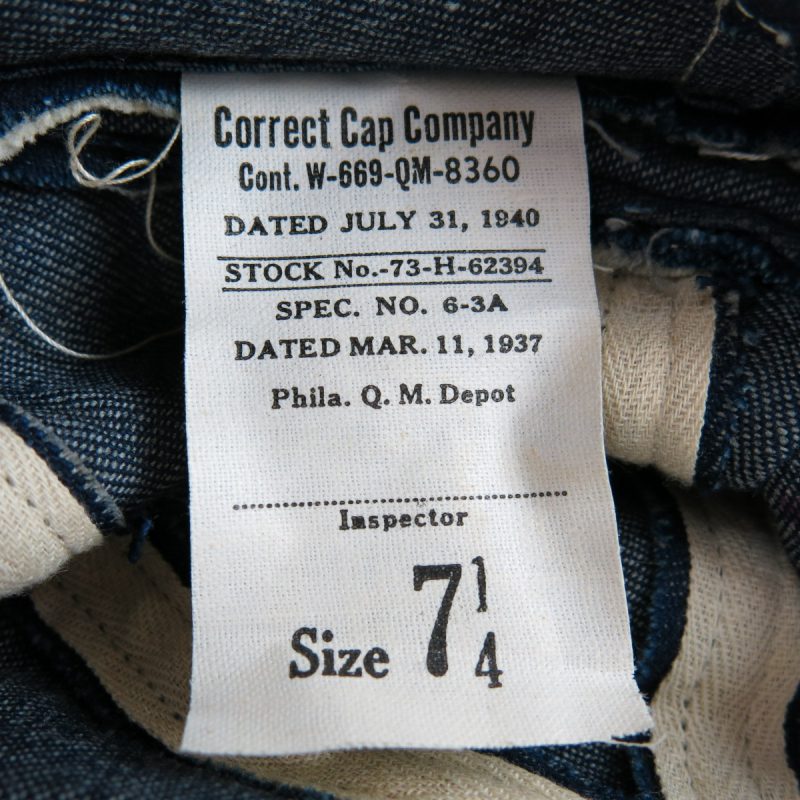 Correct Cap Company
Cont. W-669-QM-8360
DATED JULY 31, 1940
STOCK No.-73-H-62394
SPEC. NO. 6-3A
DATED MAR. 11, 1937
Phila. Q. M. Depot
Inspector
Size 7 1/4